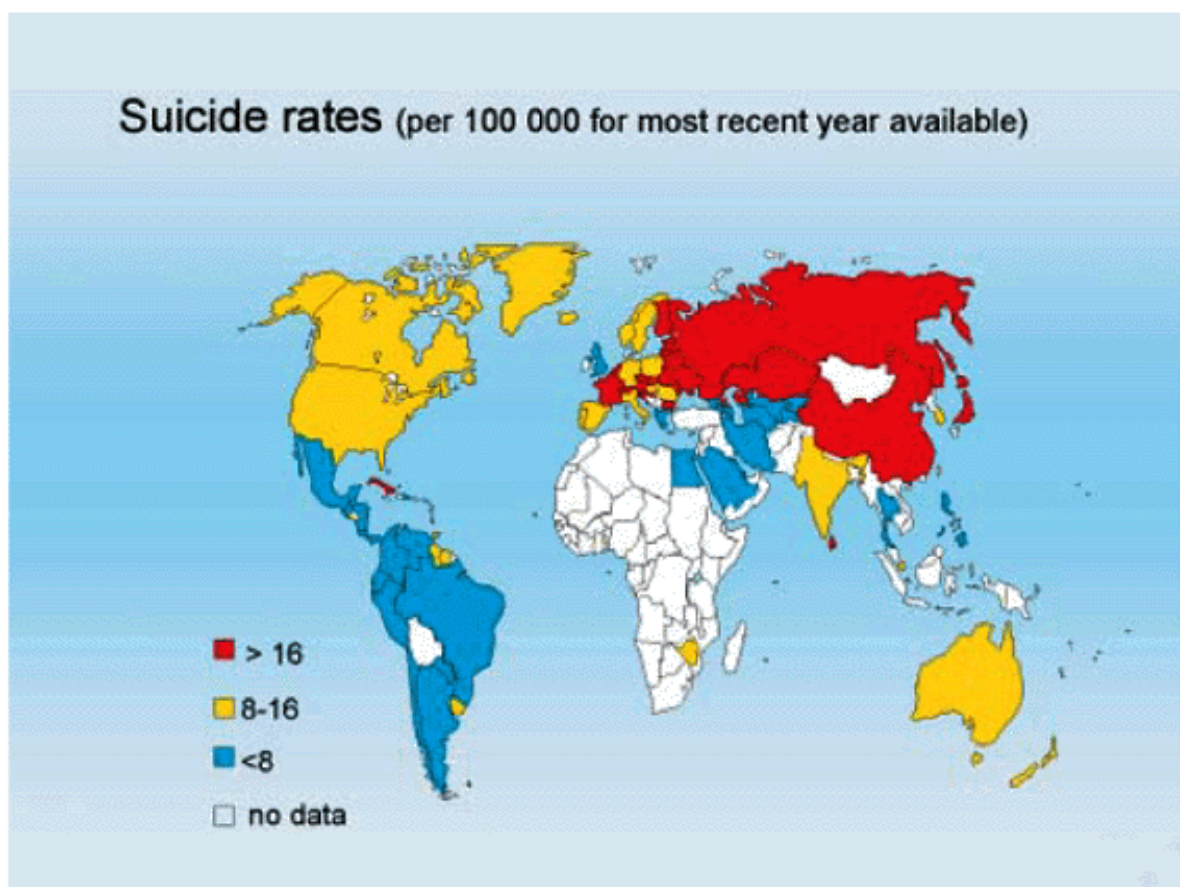 Suicide rates (per 100 000 for most recent year available)
> 16
8-16
<8
no data